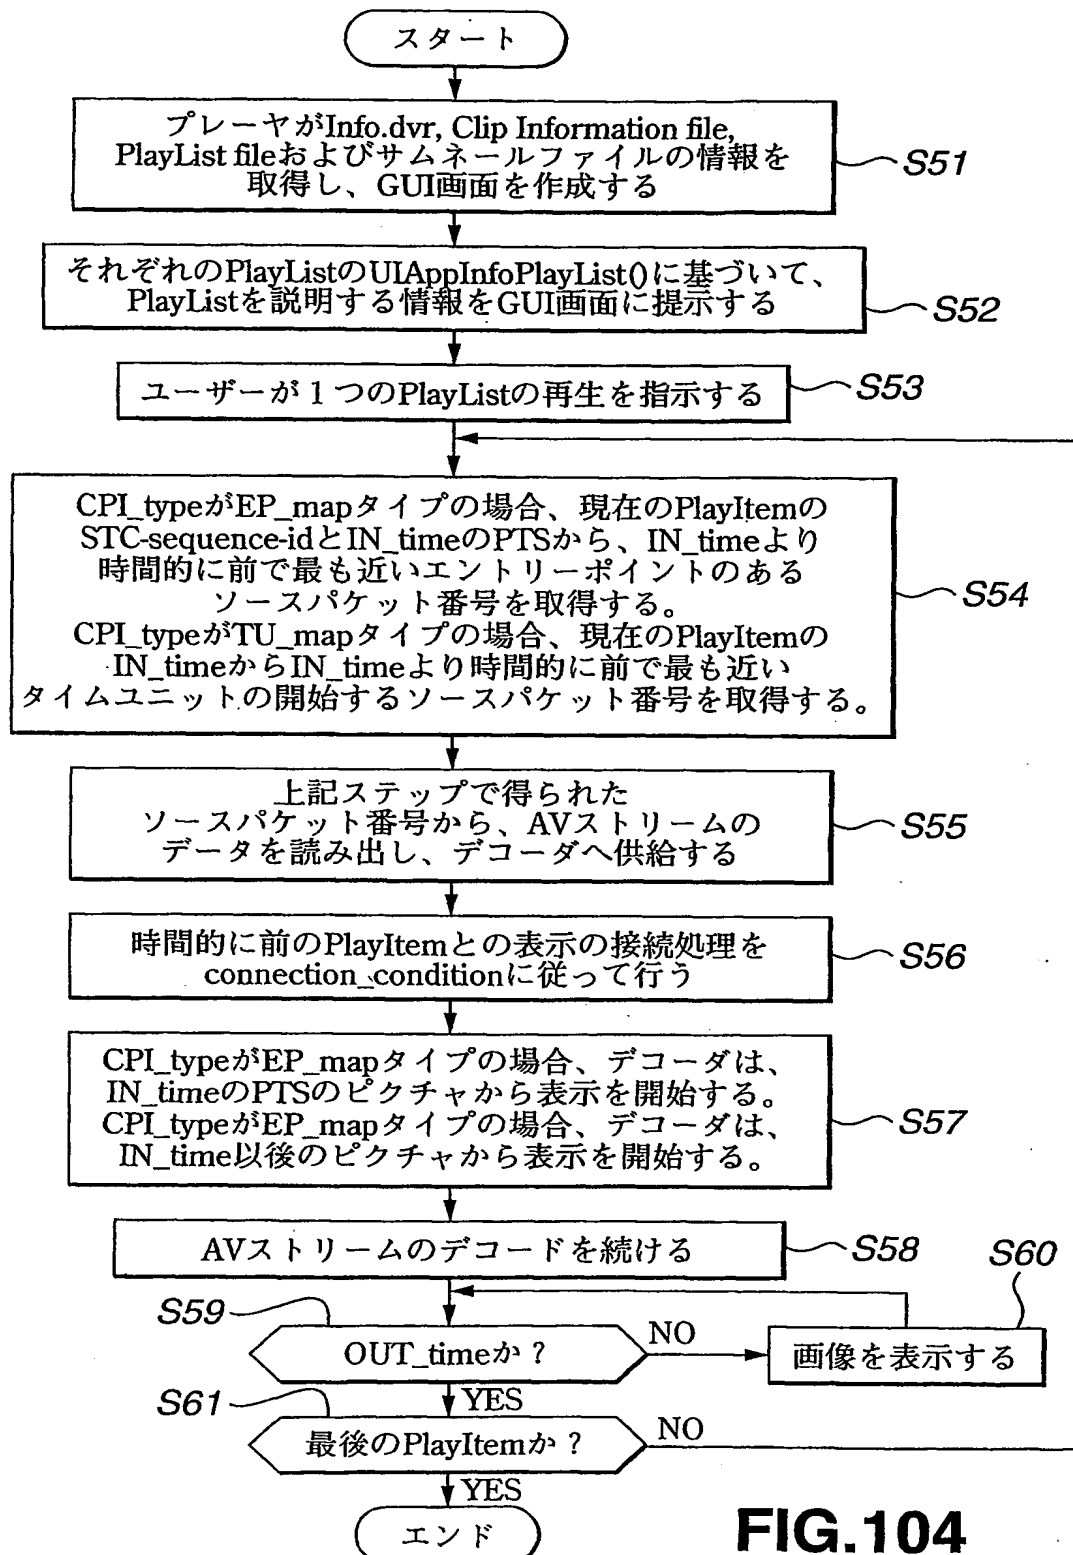 スタート
プレーヤがInfo.dvr, Clip Information file,
PlayList fileおよびサムネールファイルの情報を
取得し、GUI画面を作成する
S51
それぞれのPlayListのUIAppInfoPlayList()に基づいて、
PlayListを説明する情報をGUI画面に提示する
S52
ユーザーが1つのPlayListの再生を指示する
S53
CPI_typeがEP_mapタイプの場合、現在のPlayItemの
STC-sequence-idとIN_timeのPTSから、IN_timeより
時間的に前で最も近いエントリーポイントのある
ソースパケット番号を取得する。
CPI_typeがTU_mapタイプの場合、現在のPlayItemの
IN_timeからIN_timeより時間的に前で最も近い
タイムユニットの開始するソースパケット番号を取得する。
S54
上記ステップで得られた
ソースパケット番号から、AVストリームの
データを読み出し、デコーダへ供給する
S55
時間的に前のPlayItemとの表示の接続処理を
connection_conditionに従って行う
S56
CPI_typeがEP_mapタイプの場合、デコーダは、
IN_timeのPTSのピクチャから表示を開始する。
CPI_typeがEP_mapタイプの場合、デコーダは、
IN_time以後のピクチャから表示を開始する。
S57
AVストリームのデコードを続ける
S58
S59
OUT_timeか?
NO
S60
画像を表示する
YES
S61
最後のPlayItemか?
NO
YES
エンド
FIG.104